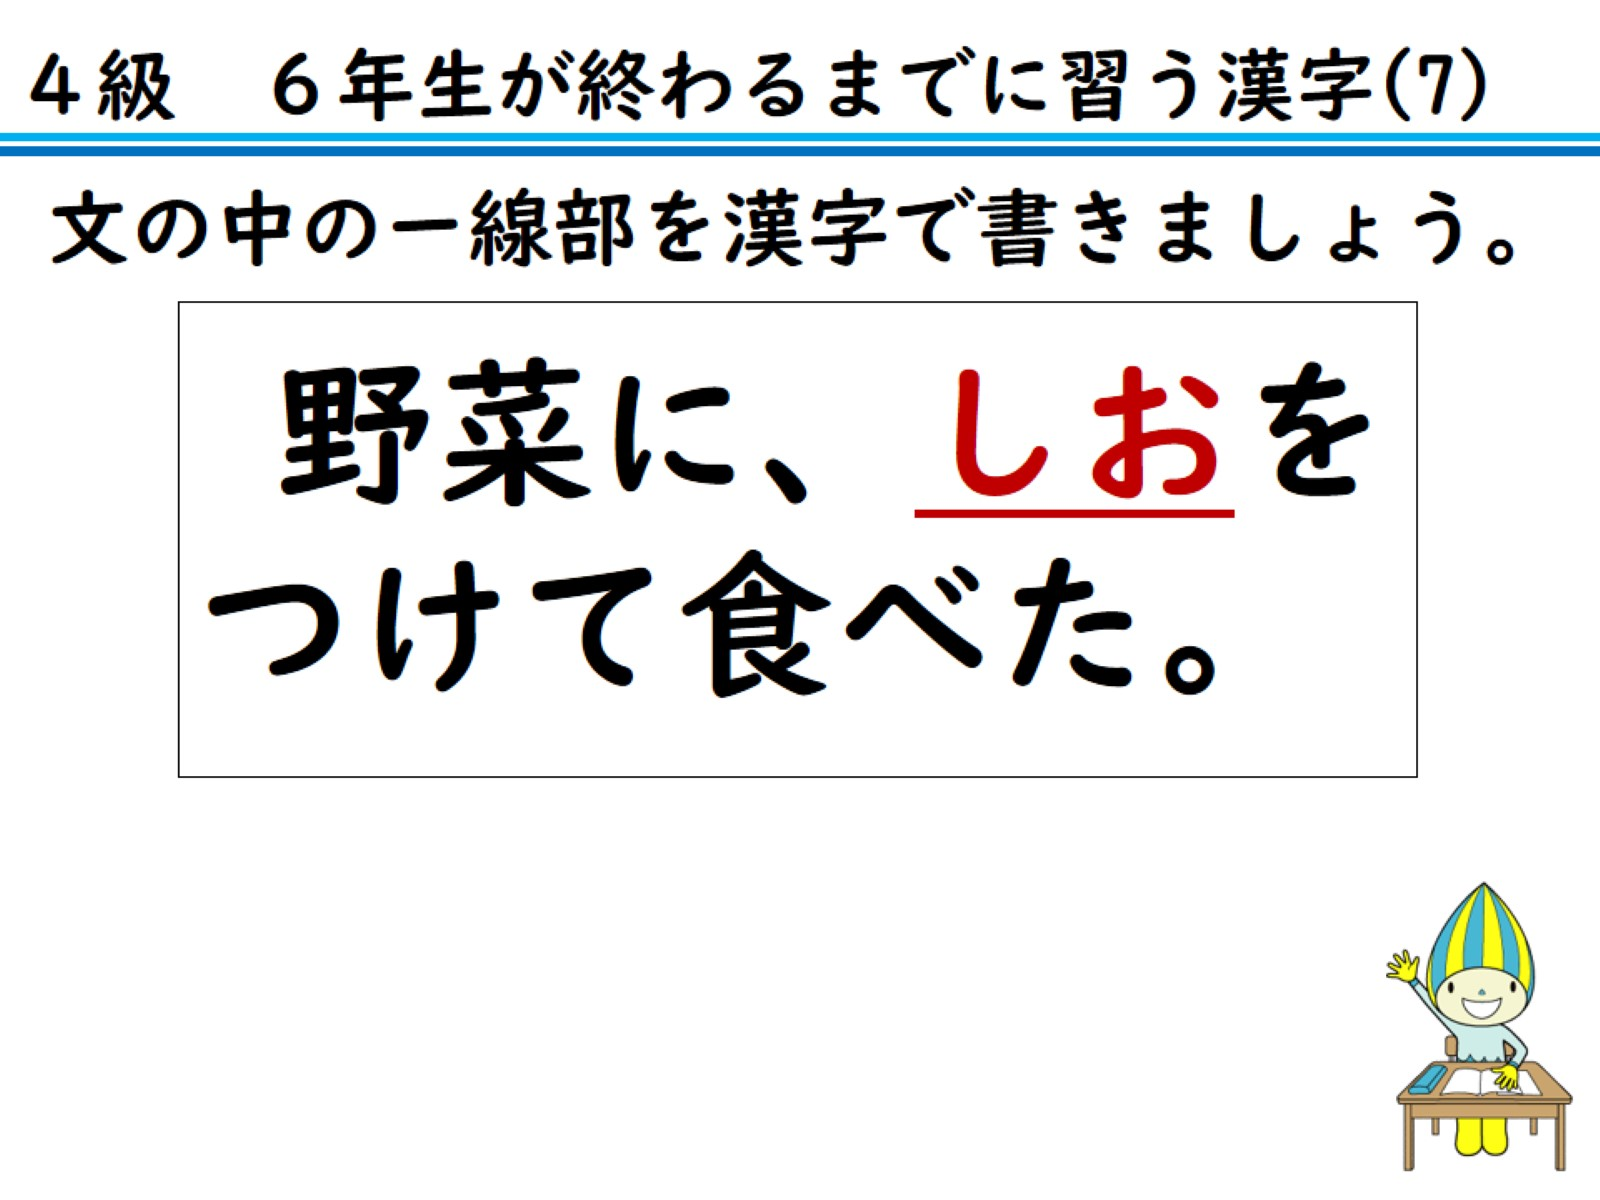 ４級　６年生が終わるまでに習う漢字(7)
文の中の一線部を漢字で書きましょう。
野菜に、しおを
つけて食べた。